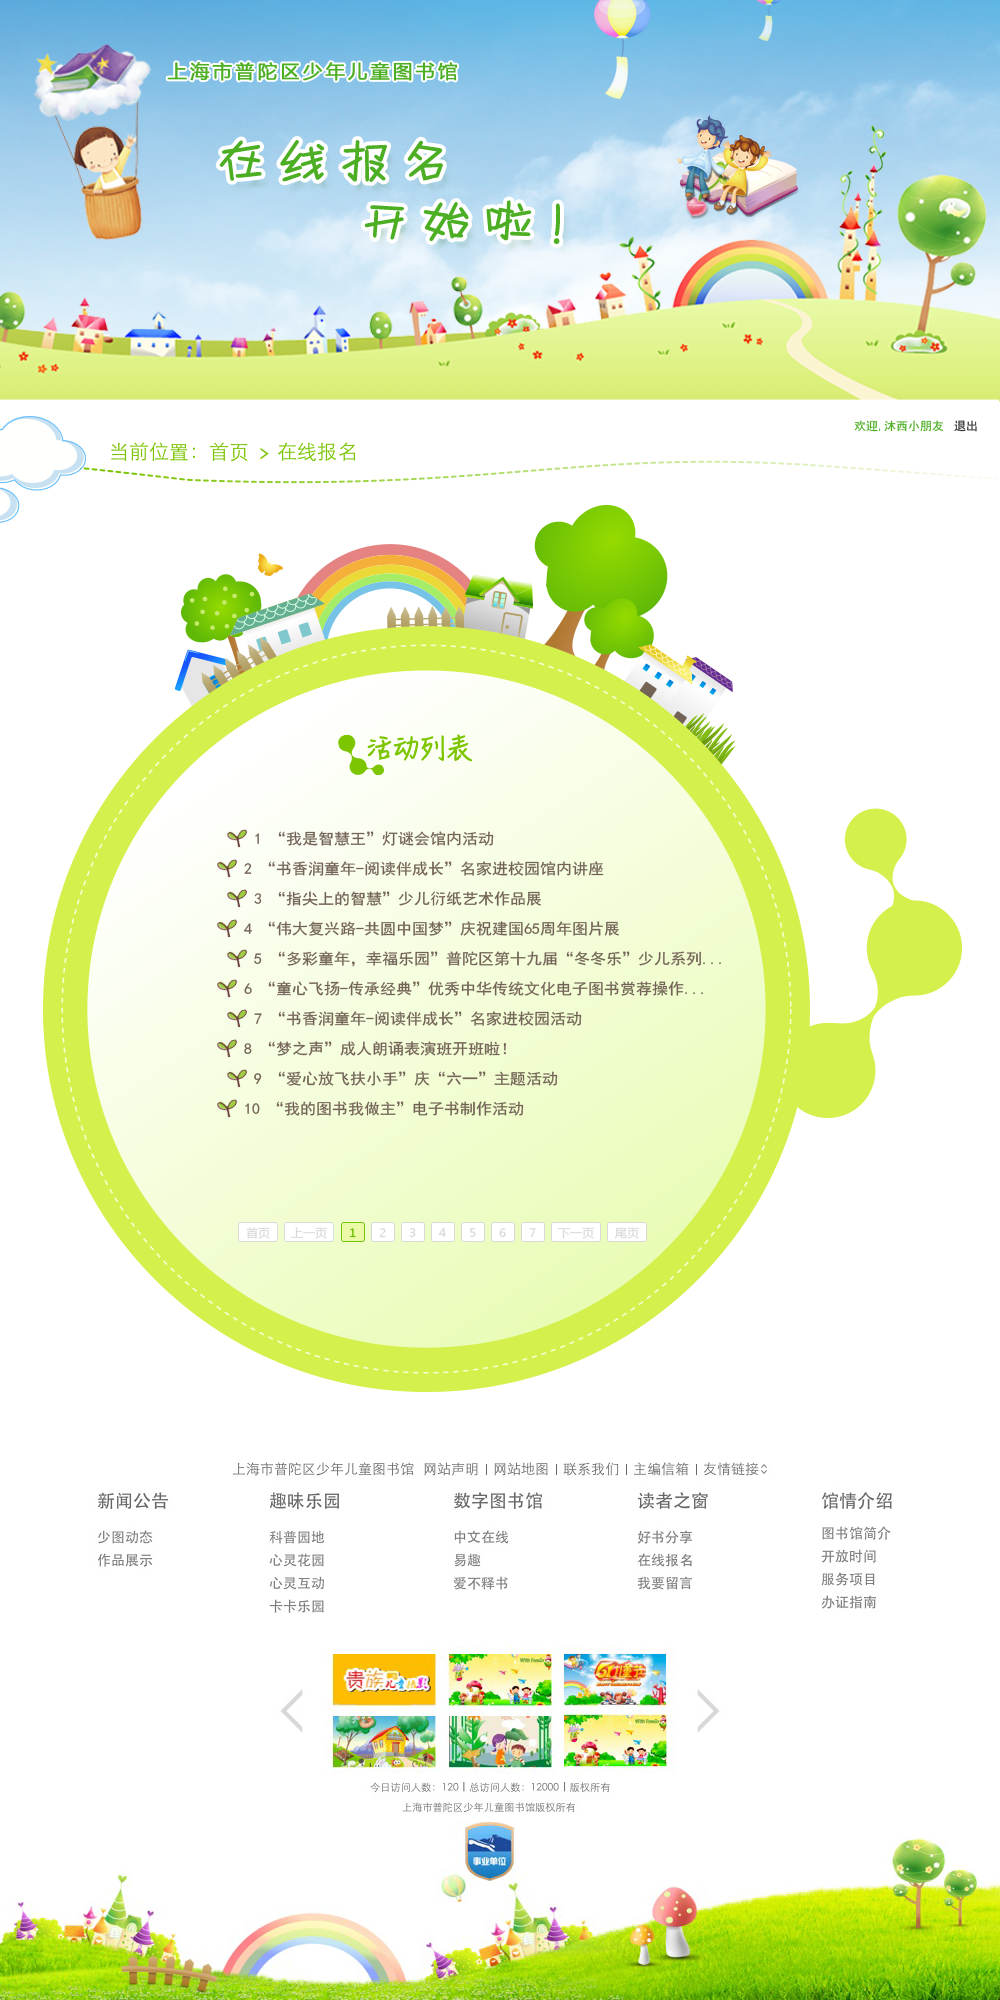 上海市普陀区少年儿童图书馆
在线报名
开始啦!
欢迎, 沐西小朋友 退出
当前位置: 首页 > 在线报名
活动列表
1 “我是智慧王”灯谜会馆内活动
2 “书香润童年-阅读伴成长”名家进校园馆内讲座
3 “指尖上的智慧”少儿衍纸艺术作品展
4 “伟大复兴路-共圆中国梦”庆祝建国65周年图片展
5 “多彩童年，幸福乐园”普陀区第十九届“冬冬乐”少儿系列...
6 “童心飞扬-传承经典”优秀中华传统文化电子图书赏荐操作...
7 “书香润童年-阅读伴成长”名家进校园活动
8 “梦之声”成人朗诵表演班开班啦!
9 “爱心放飞扶小手”庆“六一”主题活动
10 “我的图书我做主”电子书制作活动
首页 上一页 1 2 3 4 5 6 7 下一页 尾页
上海市普陀区少年儿童图书馆 网站声明 | 网站地图 | 联系我们 | 主编信箱 | 友情链接
新闻公告
少图动态
作品展示
趣味乐园
科普园地
心灵花园
心灵互动
卡卡乐园
数字图书馆
中文在线
易趣
爱不释书
读者之窗
好书分享
在线报名
我要留言
馆情介绍
图书馆简介
开放时间
服务项目
办证指南
With Family
With Family
今日访问人数: 120 | 总访问人数: 12000 | 版权所有
上海市普陀区少年儿童图书馆版权所有
事业单位